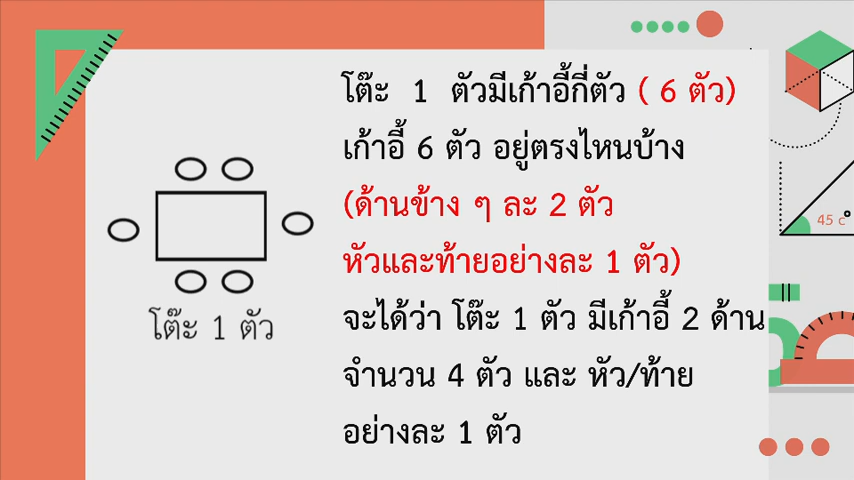 โต๊ะ 1 ตัวมีเก้าอี้กี่ตัว ( 6 ตัว)
เก้าอี้ 6 ตัว อยู่ตรงไหนบ้าง
(ด้านข้าง ๆ ละ 2 ตัว
หัวและท้ายอย่างละ 1 ตัว)
จะได้ว่า โต๊ะ 1 ตัว มีเก้าอี้ 2 ด้าน
จำนวน 4 ตัว และ หัว/ท้าย
อย่างละ 1 ตัว
โต๊ะ 1 ตัว
45 c°